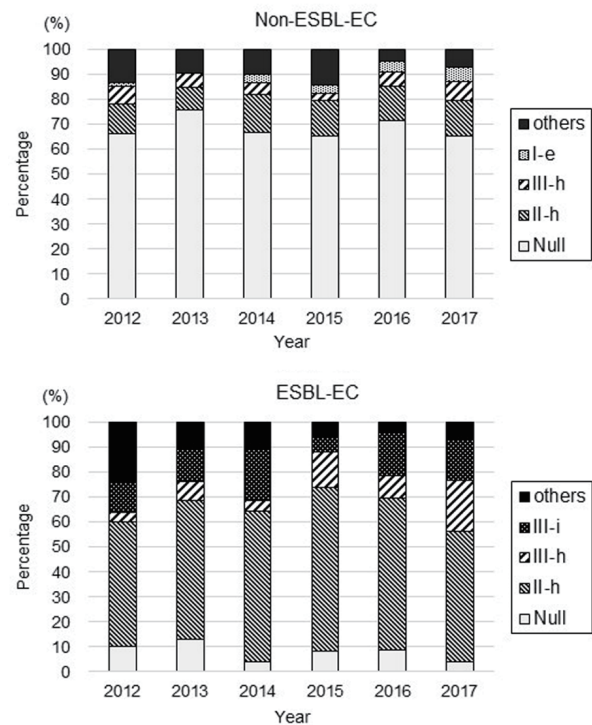 Non-ESBL-EC
(%)
100
90
80
70
60
50
40
30
20
10
0
Percentage
2012 2013 2014 2015 2016 2017
Year
others
I-e
III-h
II-h
Null
ESBL-EC
(%)
100
90
80
70
60
50
40
30
20
10
0
Percentage
2012 2013 2014 2015 2016 2017
Year
others
III-i
III-h
II-h
Null